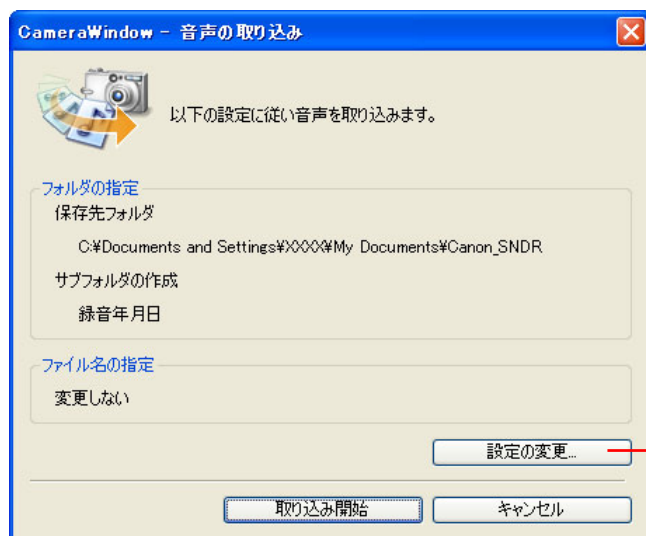 CameraWindow - 音声の取り込み
以下の設定に従い音声を取り込みます。
フォルダの指定
保存先フォルダ
C:¥Documents and Settings¥XXXX¥My Documents¥Canon_SNDR
サブフォルダの作成
録音年月日
ファイル名の指定
変更しない
設定の変更...
取り込み開始
キャンセル